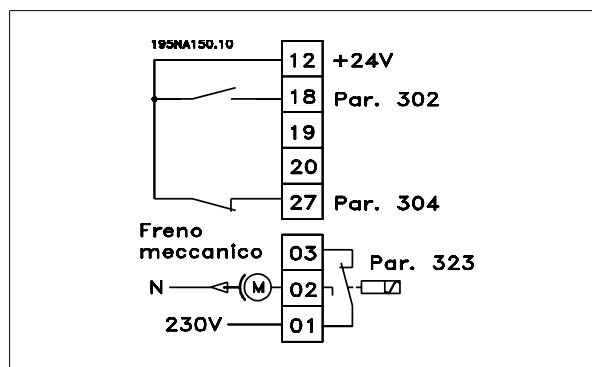 195NA150.10
12 +24V
18 Par. 302
19
20
27 Par. 304
Freno
meccanico
03
Par. 323
N M 02
230V 01